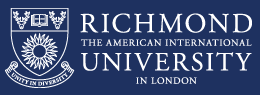 RICHMOND
THE AMERICAN INTERNATIONAL
UNIVERSITY
IN LONDON
UNITY IN DIVERSITY